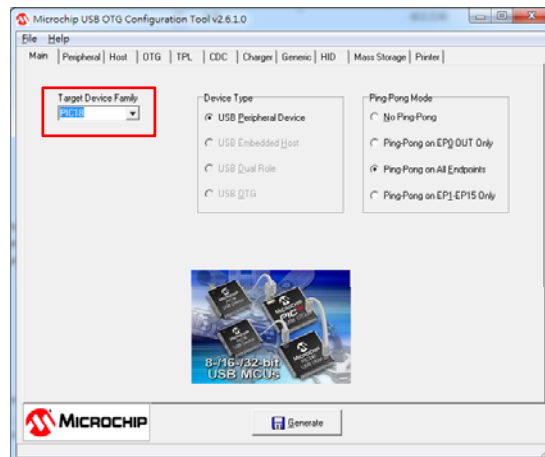 Microchip USB OTG Configuration Tool v2.6.1.0
File Help
Main Peripheral Host OTG TPL CDC Charger Generic HID Mass Storage Printer
Target Device Family
PIC18
Device Type
USB Peripheral Device
USB Embedded Host
USB Dual Role
USB OTG
Ping-Pong Mode
No Ping-Pong
Ping-Pong on EP0 OUT Only
Ping-Pong on All Endpoints
Ping-Pong on EP1-EP15 Only
8-/16-/32-bit
USB MCUs
MICROCHIP
Generate